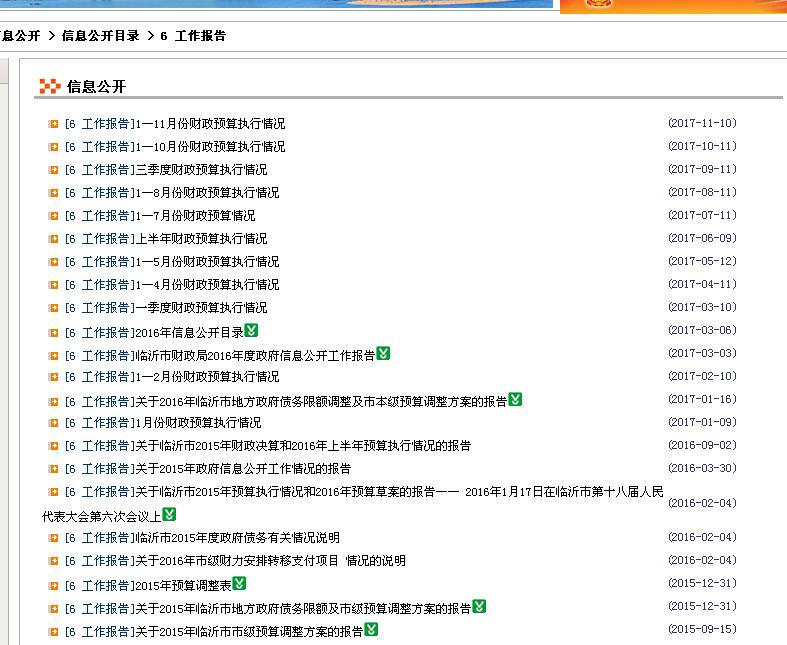 息公开 > 信息公开目录 > 6 工作报告
信息公开
[6 工作报告]1—11月份财政预算执行情况 (2017-11-10)
[6 工作报告]1—10月份财政预算执行情况 (2017-10-11)
[6 工作报告]三季度财政预算执行情况 (2017-09-11)
[6 工作报告]1—8月份财政预算执行情况 (2017-08-11)
[6 工作报告]1—7月份财政预算情况 (2017-07-11)
[6 工作报告]上半年财政预算执行情况 (2017-06-09)
[6 工作报告]1—5月份财政预算执行情况 (2017-05-12)
[6 工作报告]1—4月份财政预算执行情况 (2017-04-11)
[6 工作报告]一季度财政预算执行情况 (2017-03-10)
[6 工作报告]2016年信息公开目录 (2017-03-06)
[6 工作报告]临沂市财政局2016年度政府信息公开工作报告 (2017-03-03)
[6 工作报告]1—2月份财政预算执行情况 (2017-02-10)
[6 工作报告]关于2016年临沂市地方政府债务限额调整及市本级预算调整方案的报告 (2017-01-16)
[6 工作报告]1月份财政预算执行情况 (2017-01-09)
[6 工作报告]关于临沂市2015年财政决算和2016年上半年预算执行情况的报告 (2016-09-02)
[6 工作报告]关于2015年政府信息公开工作情况的报告 (2016-03-30)
[6 工作报告]关于临沂市2015年预算执行情况和2016年预算草案的报告—— 2016年1月17日在临沂市第十八届人民
代表大会第六次会议上 (2016-02-04)
[6 工作报告]临沂市2015年度政府债务有关情况说明 (2016-02-04)
[6 工作报告]关于2016年市级财力安排转移支付项目 情况的说明 (2016-02-04)
[6 工作报告]2015年预算调整表 (2015-12-31)
[6 工作报告]关于2015年临沂市地方政府债务限额及市级预算调整方案的报告 (2015-12-31)
[6 工作报告]关于2015年临沂市市级预算调整方案的报告 (2015-09-15)